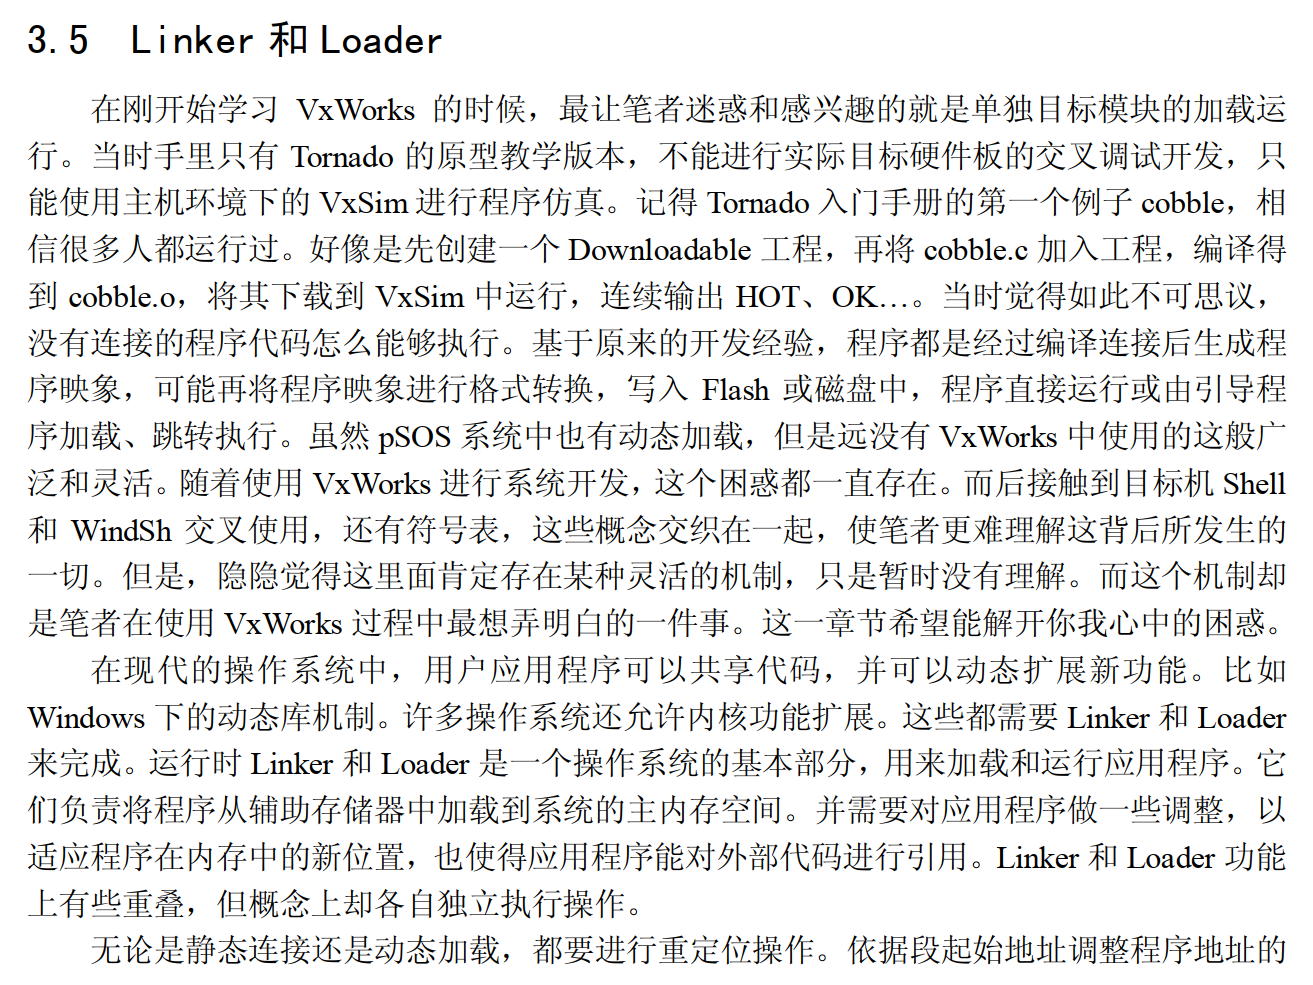 3.5 Linker 和 Loader
在刚开始学习 VxWorks 的时候，最让笔者迷惑和感兴趣的就是单独目标模块的加载运
行。当时手里只有 Tornado 的原型教学版本，不能进行实际目标硬件板的交叉调试开发，只
能使用主机环境下的 VxSim 进行程序仿真。记得 Tornado 入门手册的第一个例子 cobble，相
信很多人都运行过。好像是先创建一个 Downloadable 工程，再将 cobble.c 加入工程，编译得
到 cobble.o，将其下载到 VxSim 中运行，连续输出 HOT、OK…。当时觉得如此不可思议，
没有连接的程序代码怎么能够执行。基于原来的开发经验，程序都是经过编译连接后生成程
序映象，可能再将程序映象进行格式转换，写入 Flash 或磁盘中，程序直接运行或由引导程
序加载、跳转执行。虽然 pSOS 系统中也有动态加载，但是远没有 VxWorks 中使用的这般广
泛和灵活。随着使用 VxWorks 进行系统开发，这个困惑都一直存在。而后接触到目标机 Shell
和 WindSh 交叉使用，还有符号表，这些概念交织在一起，使笔者更难理解这背后所发生的
一切。但是，隐隐觉得这里面肯定存在某种灵活的机制，只是暂时没有理解。而这个机制却
是笔者在使用 VxWorks 过程中最想弄明白的一件事。这一章节希望能解开你我心中的困惑。
在现代的操作系统中，用户应用程序可以共享代码，并可以动态扩展新功能。比如
Windows 下的动态库机制。许多操作系统还允许内核功能扩展。这些都需要 Linker 和 Loader
来完成。运行时 Linker 和 Loader 是一个操作系统的基本部分，用来加载和运行应用程序。它
们负责将程序从辅助存储器中加载到系统的主内存空间。并需要对应用程序做一些调整，以
适应程序在内存中的新位置，也使得应用程序能对外部代码进行引用。Linker 和 Loader 功能
上有些重叠，但概念上却各自独立执行操作。
无论是静态连接还是动态加载，都要进行重定位操作。依据段起始地址调整程序地址的